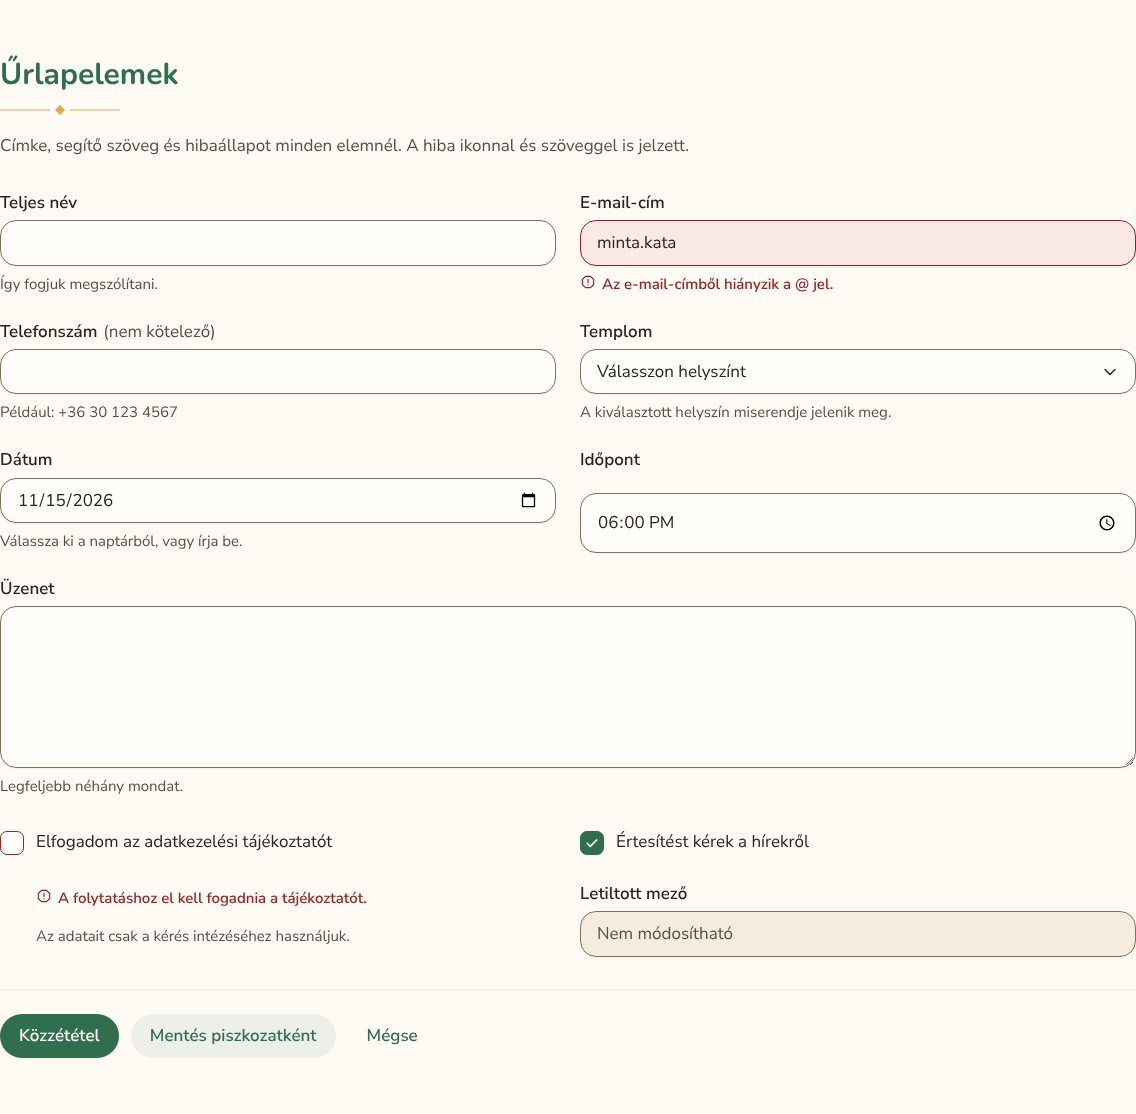 Űrlapelemek
Címke, segítő szöveg és hibaállapot minden elemnél. A hiba ikonnal és szöveggel is jelzett.
Teljes név
Így fogjuk megszólítani.
E-mail-cím
minta.kata
Az e-mail-címből hiányzik a @ jel.
Telefonszám (nem kötelező)
Például: +36 30 123 4567
Templom
Válasszon helyszínt
A kiválasztott helyszín miserendje jelenik meg.
Dátum
11/15/2026
Válassza ki a naptárból, vagy írja be.
Időpont
06:00 PM
Üzenet
Legfeljebb néhány mondat.
Elfogadom az adatkezelési tájékoztatót
A folytatáshoz el kell fogadnia a tájékoztatót.
Az adatait csak a kérés intézéséhez használjuk.
Értesítést kérek a hírekről
Letiltott mező
Nem módosítható
Közzététel
Mentés piszkozatként
Mégse